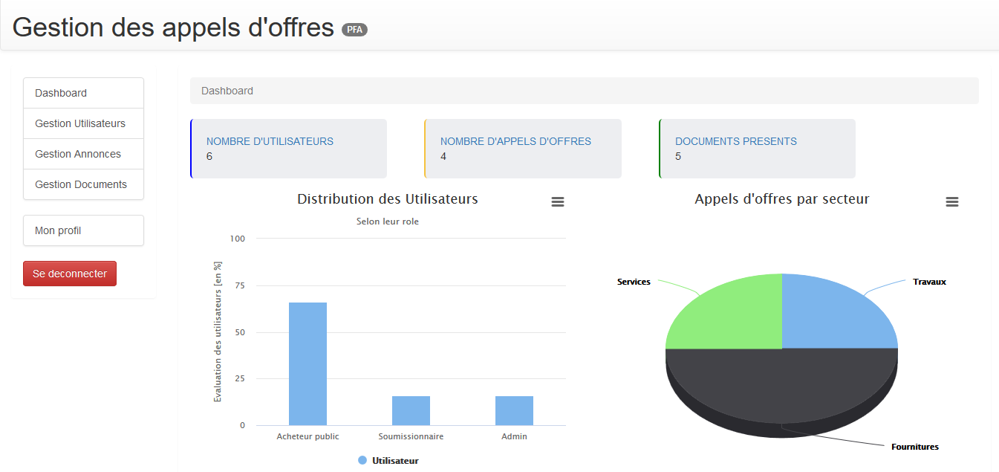 Gestion des appels d'offres PFA
Dashboard
Gestion Utilisateurs
Gestion Annonces
Gestion Documents
Mon profil
Se deconnecter
Dashboard
NOMBRE D'UTILISATEURS
6
NOMBRE D'APPELS D'OFFRES
4
DOCUMENTS PRESENTS
5
Distribution des Utilisateurs
Selon leur role
Evaluation des utilisateurs [en %]
100
75
50
25
0
Acheteur public
Soumissionnaire
Admin
Utilisateur
Appels d'offres par secteur
Services
Travaux
Fournitures